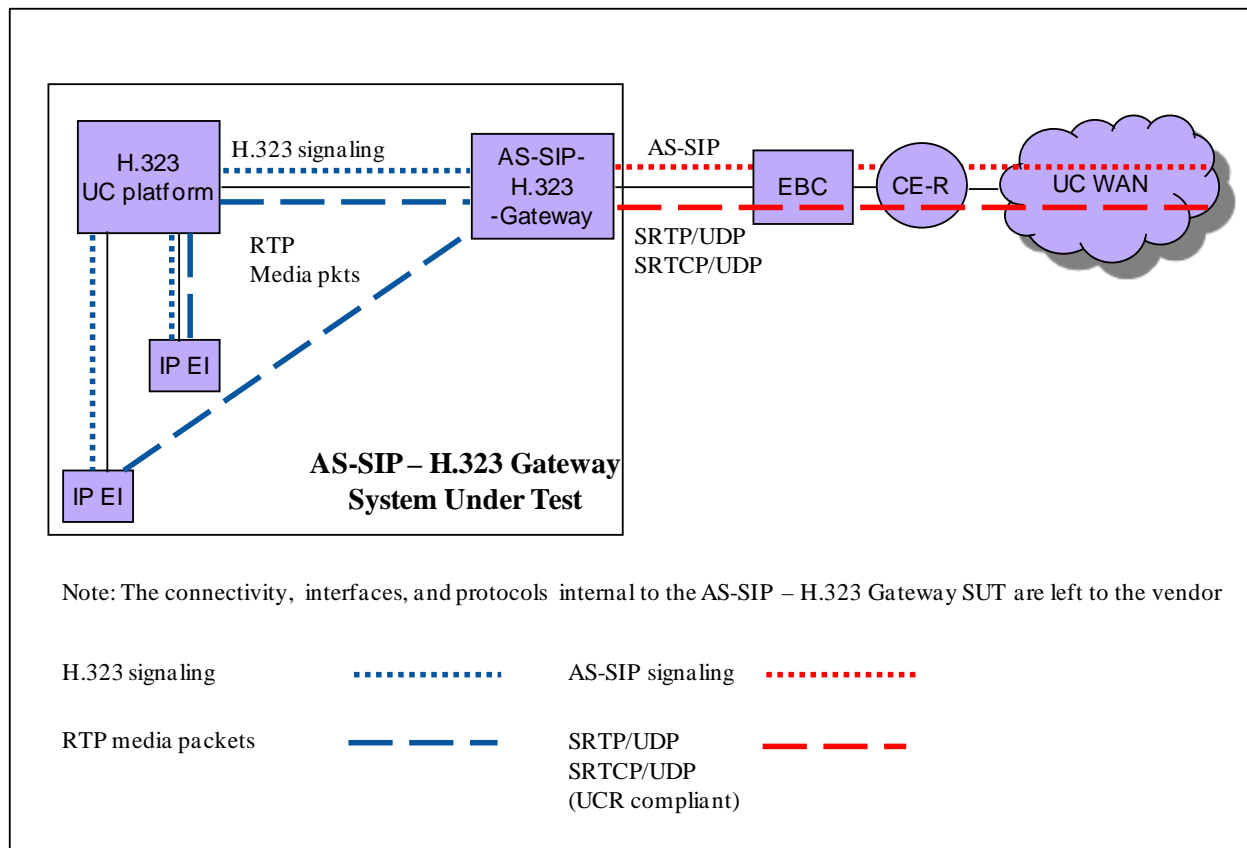 H.323
UC platform
H.323 signaling
AS-SIP-
H.323
-Gateway
AS-SIP
EBC
CE-R
UC WAN
RTP
Media pkts
SRTP/UDP
SRTCP/UDP
IP EI
IP EI
AS-SIP – H.323 Gateway
System Under Test
Note: The connectivity, interfaces, and protocols internal to the AS-SIP – H.323 Gateway SUT are left to the vendor
H.323 signaling
AS-SIP signaling
RTP media packets
SRTP/UDP
SRTCP/UDP
(UCR compliant)